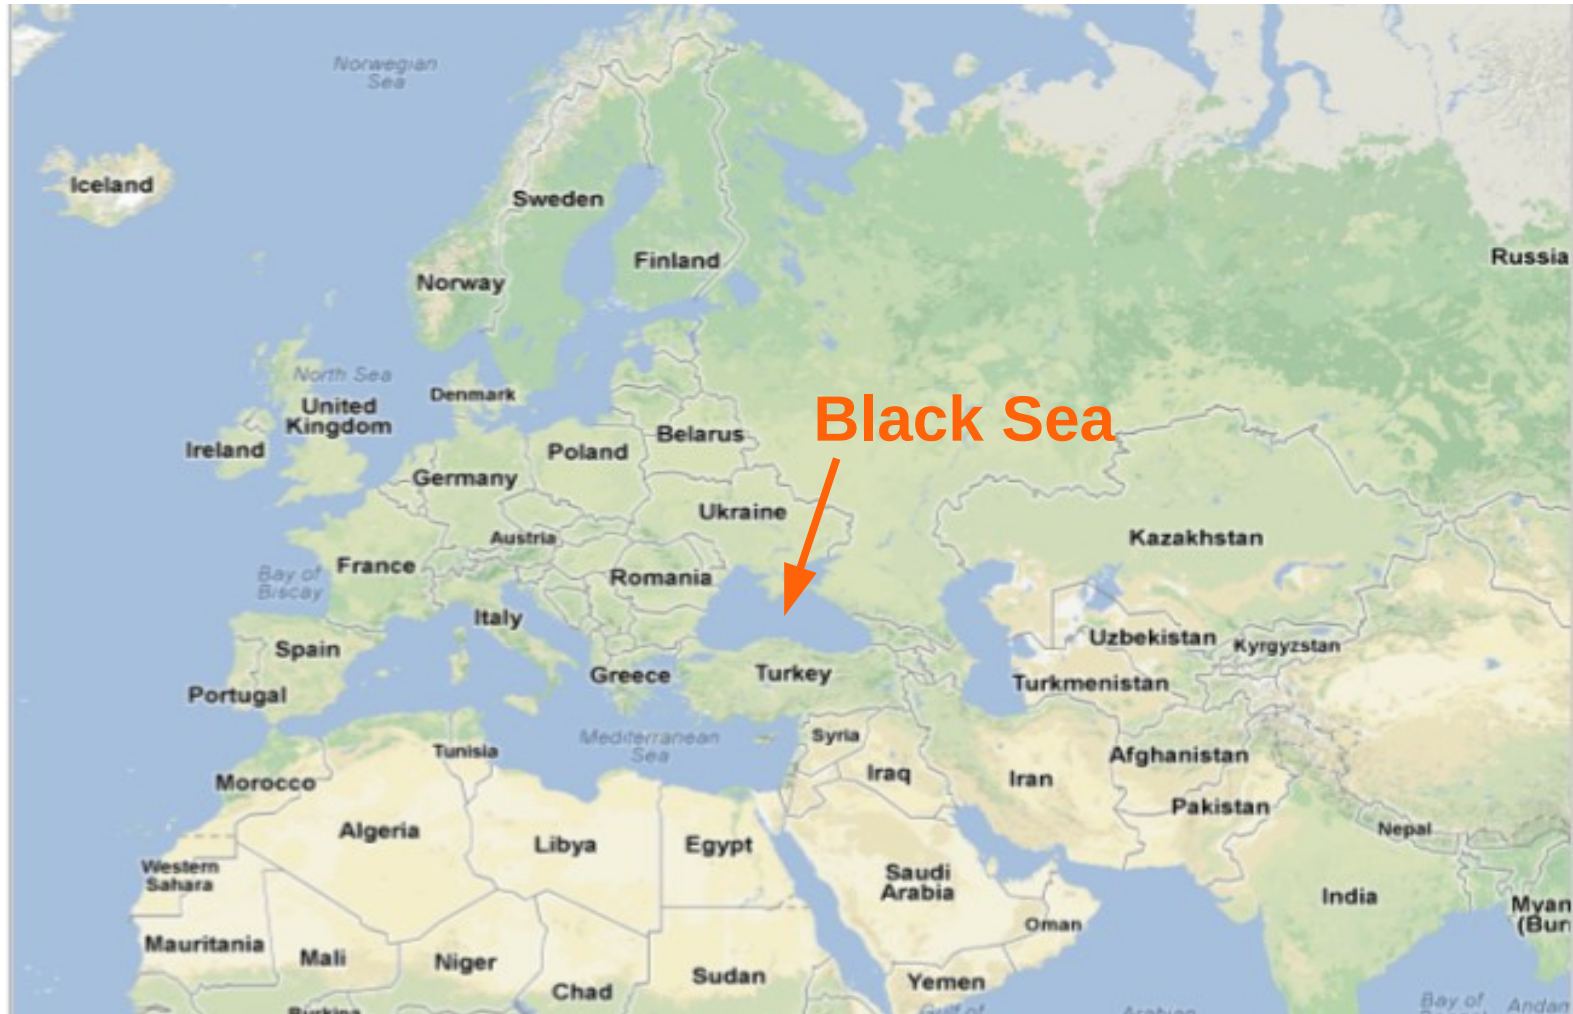 Norwegian
Sea
Iceland
Sweden
Finland
Russia
Norway
North Sea
Denmark
United
Kingdom
Black Sea
Ireland
Belarus
Poland
Germany
Ukraine
Austria
Kazakhstan
France
Bay of
Biscay
Romania
Italy
Uzbekistan
Kyrgyzstan
Spain
Greece
Turkey
Turkmenistan
Portugal
Mediterranean
Sea
Syria
Tunisia
Afghanistan
Morocco
Iraq
Iran
Pakistan
Algeria
Libya
Egypt
Nepal
Western
Sahara
Saudi
Arabia
India
Myan
(Bur
Oman
Mauritania
Mali
Niger
Sudan
Yemen
Chad
Bay of
Andan